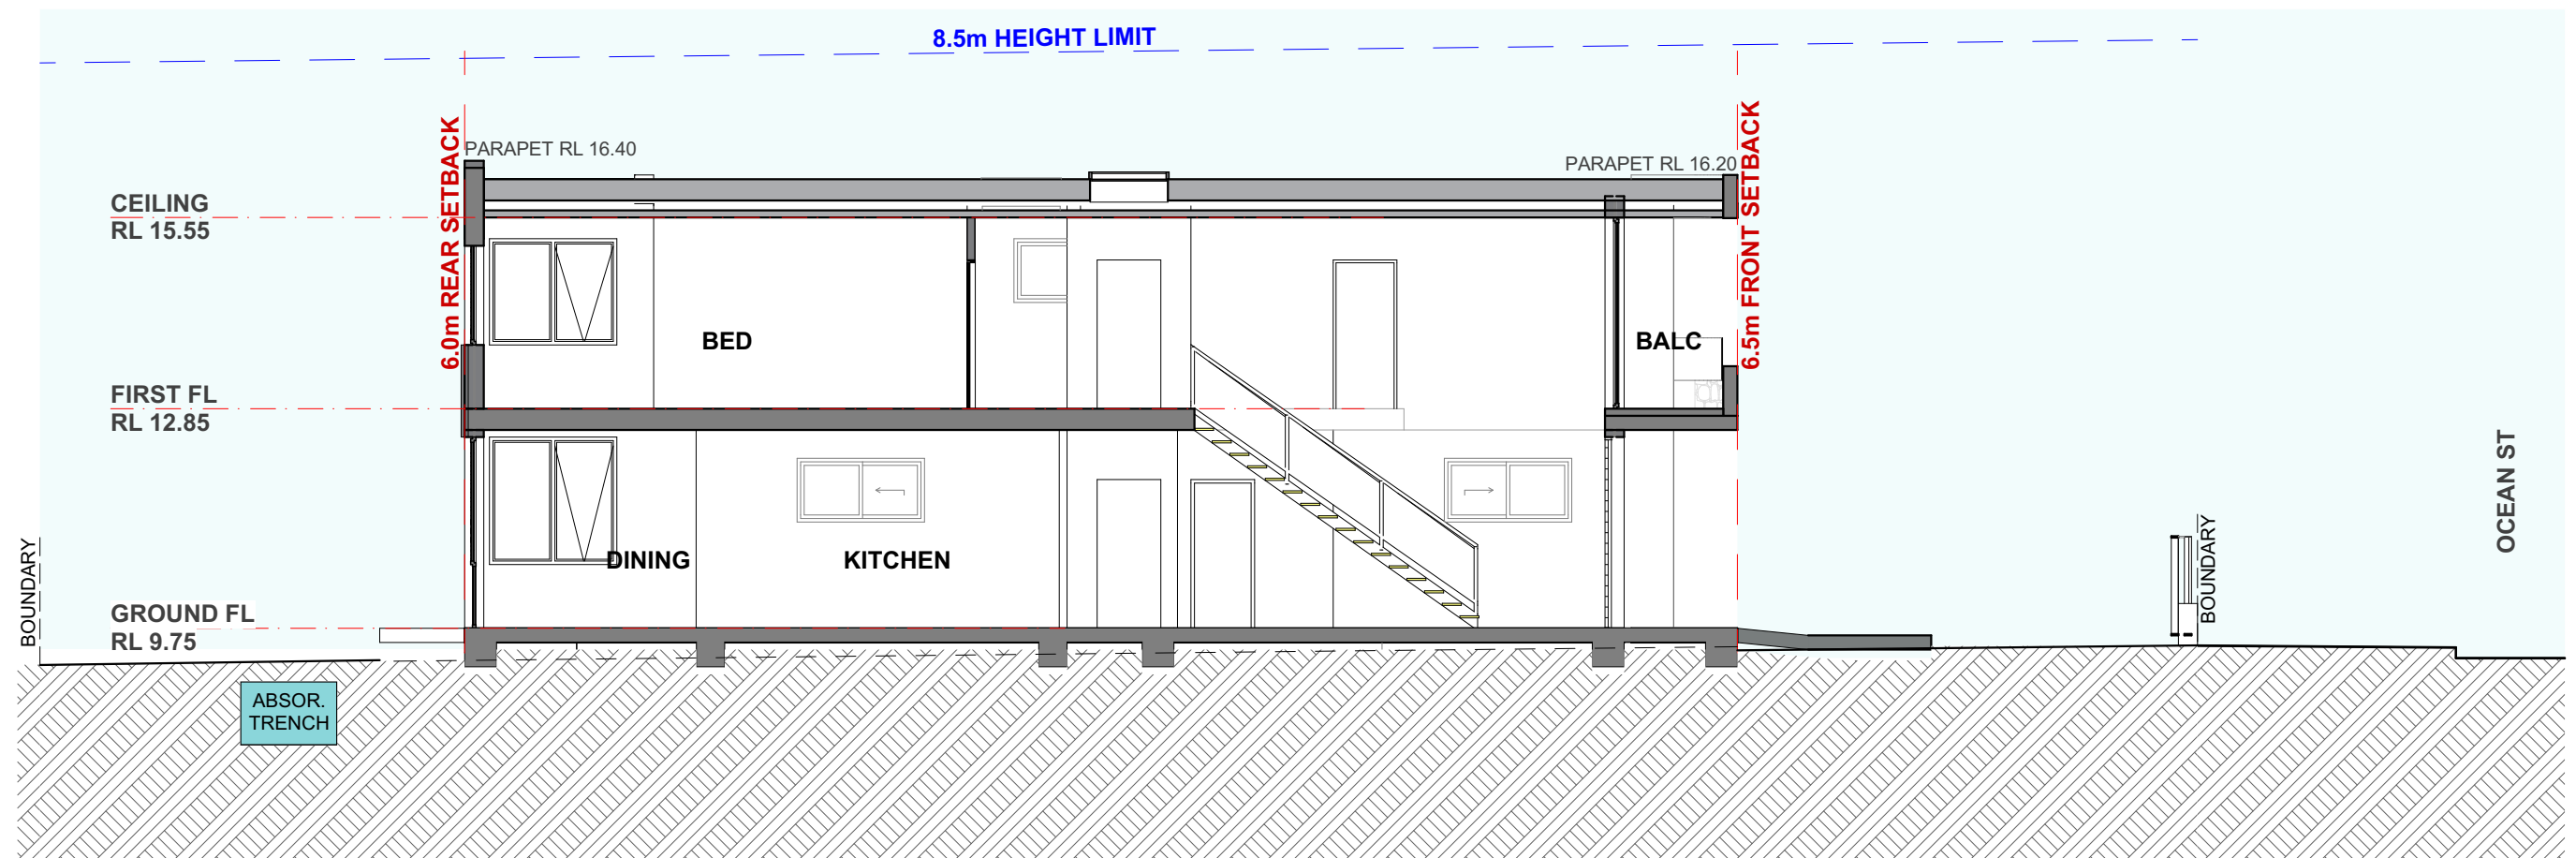 8.5m HEIGHT LIMIT
PARAPET RL 16.40
PARAPET RL 16.20
6.0m REAR SETBACK
6.5m FRONT SETBACK
CEILING
RL 15.55
BED
BALC
FIRST FL
RL 12.85
OCEAN ST
DINING
KITCHEN
BOUNDARY
BOUNDARY
GROUND FL
RL 9.75
ABSOR.
TRENCH